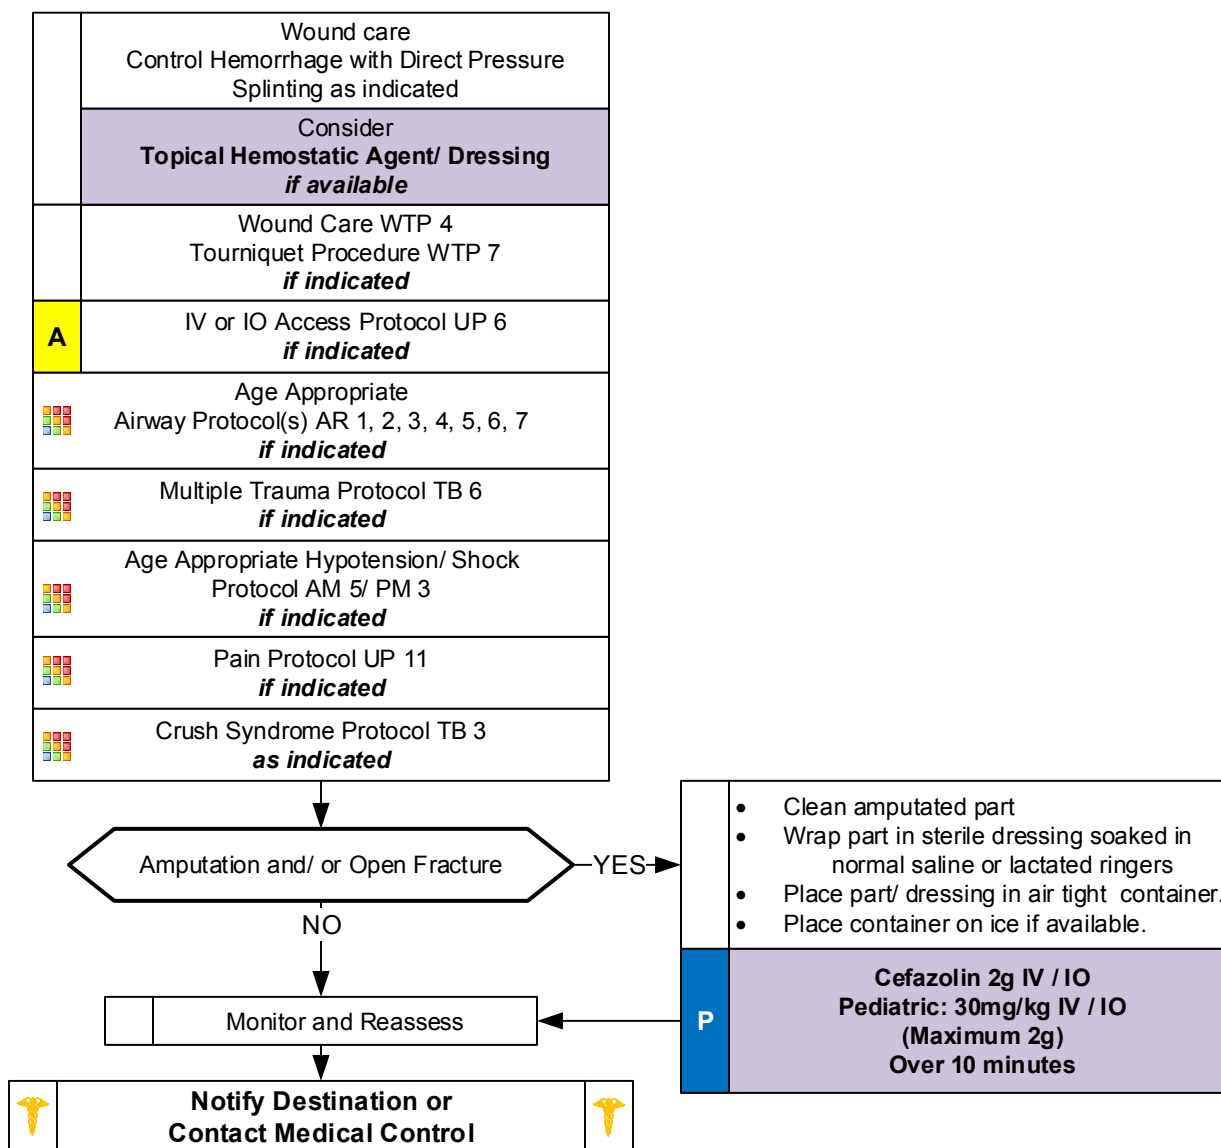 Wound care
Control Hemorrhage with Direct Pressure
Splinting as indicated
Consider
Topical Hemostatic Agent/ Dressing
if available
Wound Care WTP 4
Tourniquet Procedure WTP 7
if indicated
A
IV or IO Access Protocol UP 6
if indicated
Age Appropriate
Airway Protocol(s) AR 1, 2, 3, 4, 5, 6, 7
if indicated
Multiple Trauma Protocol TB 6
if indicated
Age Appropriate Hypotension/ Shock
Protocol AM 5/ PM 3
if indicated
Pain Protocol UP 11
if indicated
Crush Syndrome Protocol TB 3
as indicated
Amputation and/ or Open Fracture
YES
NO
• Clean amputated part
• Wrap part in sterile dressing soaked in
normal saline or lactated ringers
• Place part/ dressing in air tight container.
• Place container on ice if available.
P
Cefazolin 2g IV / IO
Pediatric: 30mg/kg IV / IO
(Maximum 2g)
Over 10 minutes
Monitor and Reassess
Notify Destination or
Contact Medical Control